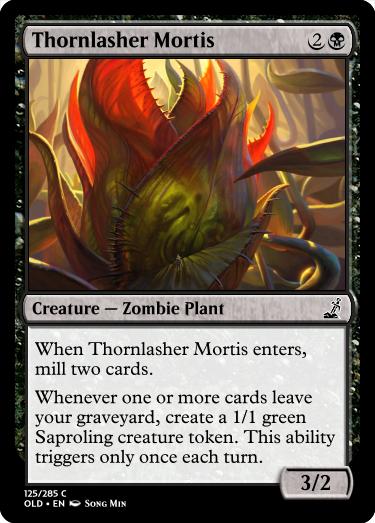 Thornlasher Mortis 2
Creature — Zombie Plant
When Thornlasher Mortis enters,
mill two cards.
Whenever one or more cards leave
your graveyard, create a 1/1 green
Saproling creature token. This ability
triggers only once each turn.
3/2
125/285 C
OLD • EN Song Min